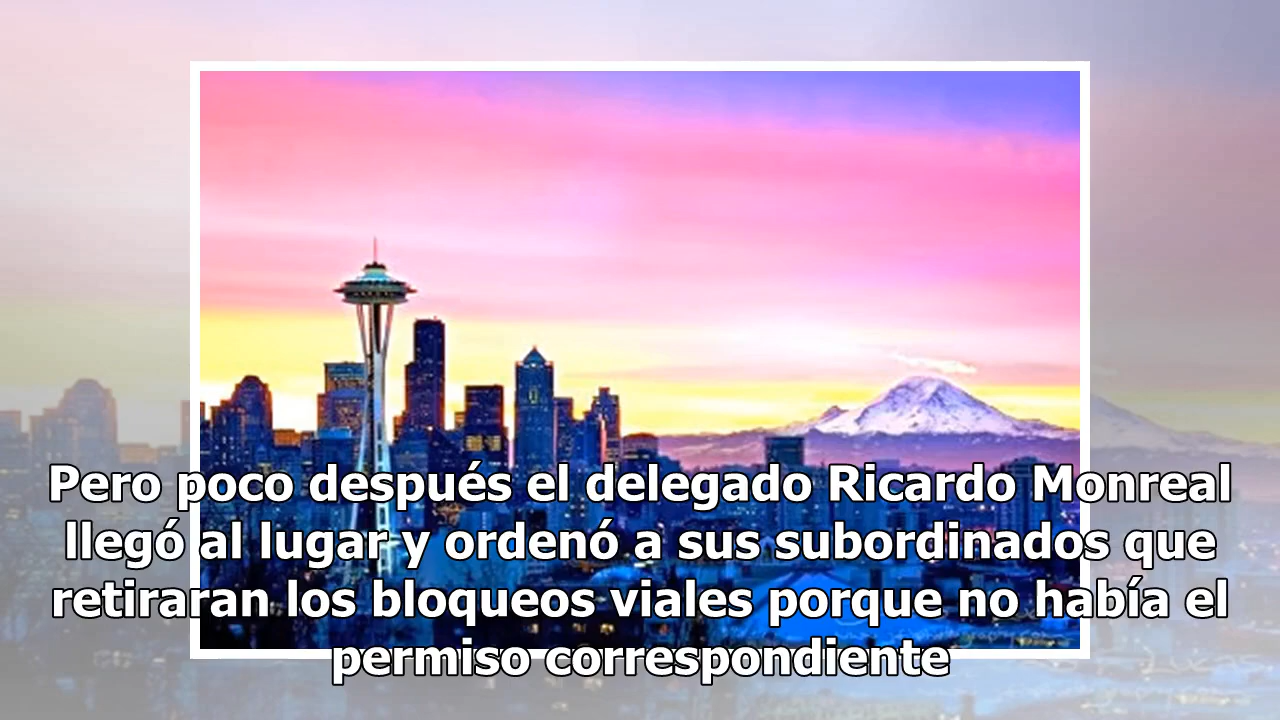 Pero poco después el delegado Ricardo Monreal
llegó al lugar y ordenó a sus subordinados que
retiraran los bloqueos viales porque no había el
permiso correspondiente